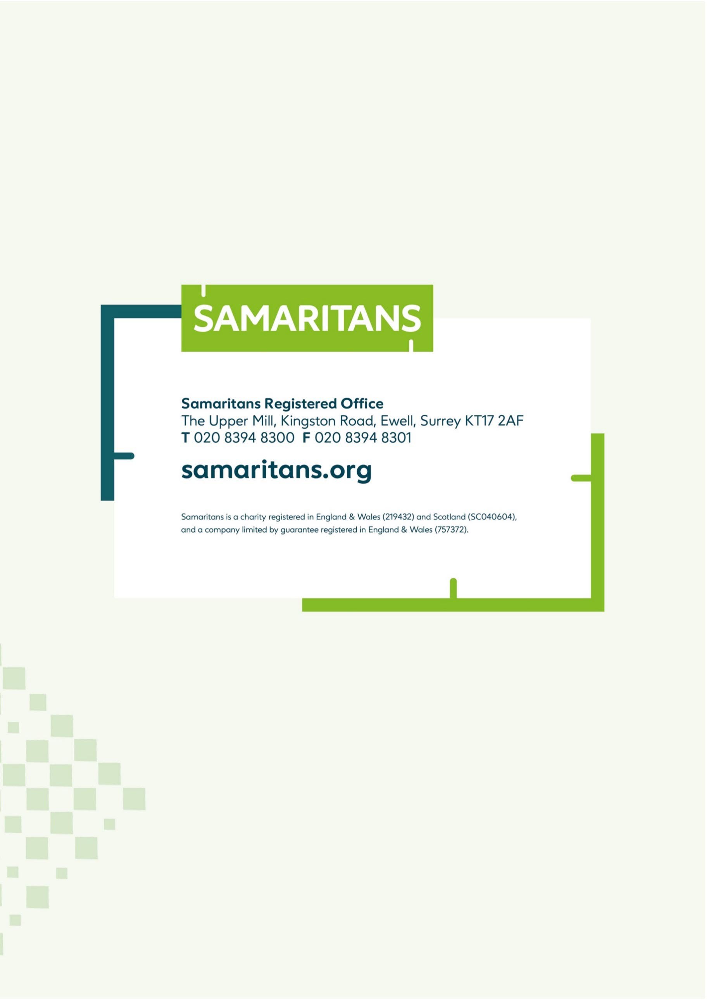 SAMARITANS
Samaritans Registered Office
The Upper Mill, Kingston Road, Ewell, Surrey KT17 2AF
T 020 8394 8300 F 020 8394 8301
samaritans.org
Samaritans is a charity registered in England & Wales (219432) and Scotland (SC040604),
and a company limited by guarantee registered in England & Wales (757372).